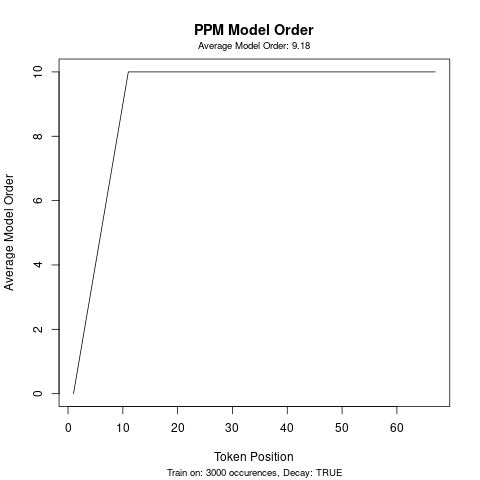 PPM Model Order
Average Model Order: 9.18
Average Model Order
10
8
6
4
2
0
0 10 20 30 40 50 60
Token Position
Train on: 3000 occurences, Decay: TRUE